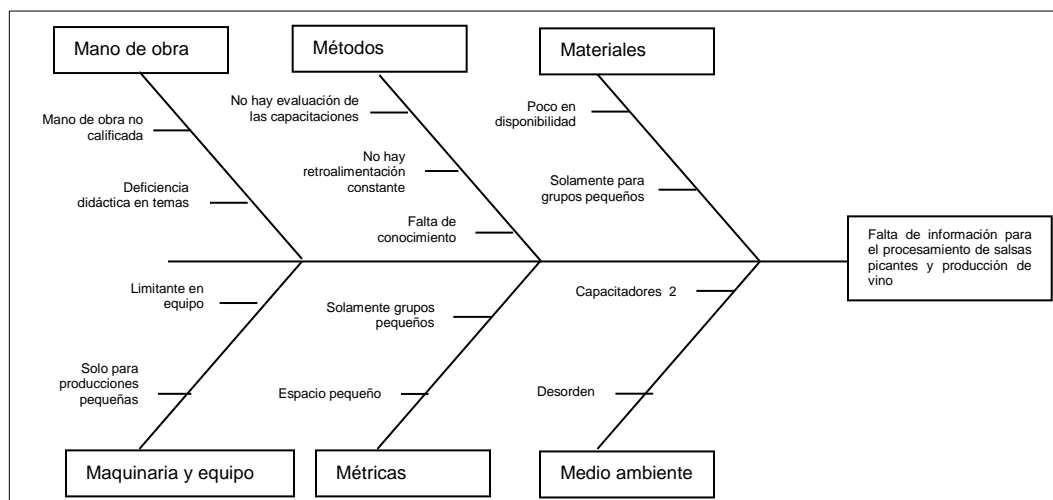 Mano de obra
Métodos
Materiales
No hay evaluación de
las capacitaciones
Poco en
disponibilidad
Mano de obra no
calificada
No hay
retroalimentación
constante
Deficiencia
didáctica en temas
Solamente para
grupos pequeños
Falta de
conocimiento
Falta de información para
el procesamiento de salsas
picantes y producción de
vino
Limitante en
equipo
Solamente grupos
pequeños
Capacitadores 2
Solo para
producciones
pequeñas
Espacio pequeño
Desorden
Maquinaria y equipo
Métricas
Medio ambiente